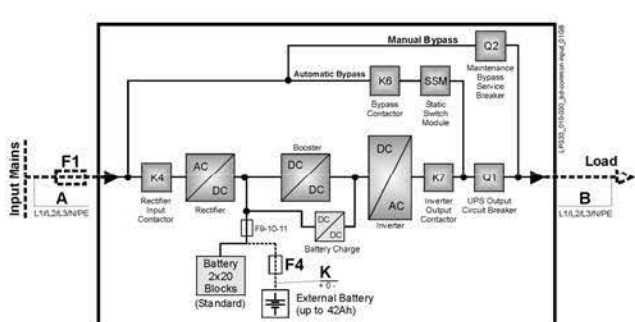 Manual Bypass
Q2
Maintenance
Bypass
Service
Breaker
Automatic Bypass
K6
SSM
Bypass
Contactor
Static
Switch
Module
Input Mains
F1
A
L1/L2/L3/N/PE
K4
Rectifier
Input
Contactor
AC
DC
Rectifier
Booster
DC
DC
DC
AC
Inverter
K7
Inverter
Output
Contactor
Q1
UPS Output
Circuit Breaker
Load
B
L1/L2/L3/N/PE
DC
DC
Battery Charge
F9-10-11
Battery
2x20
Blocks
(Standard)
F4
K
+ 0 -
External Battery
(up to 42Ah)